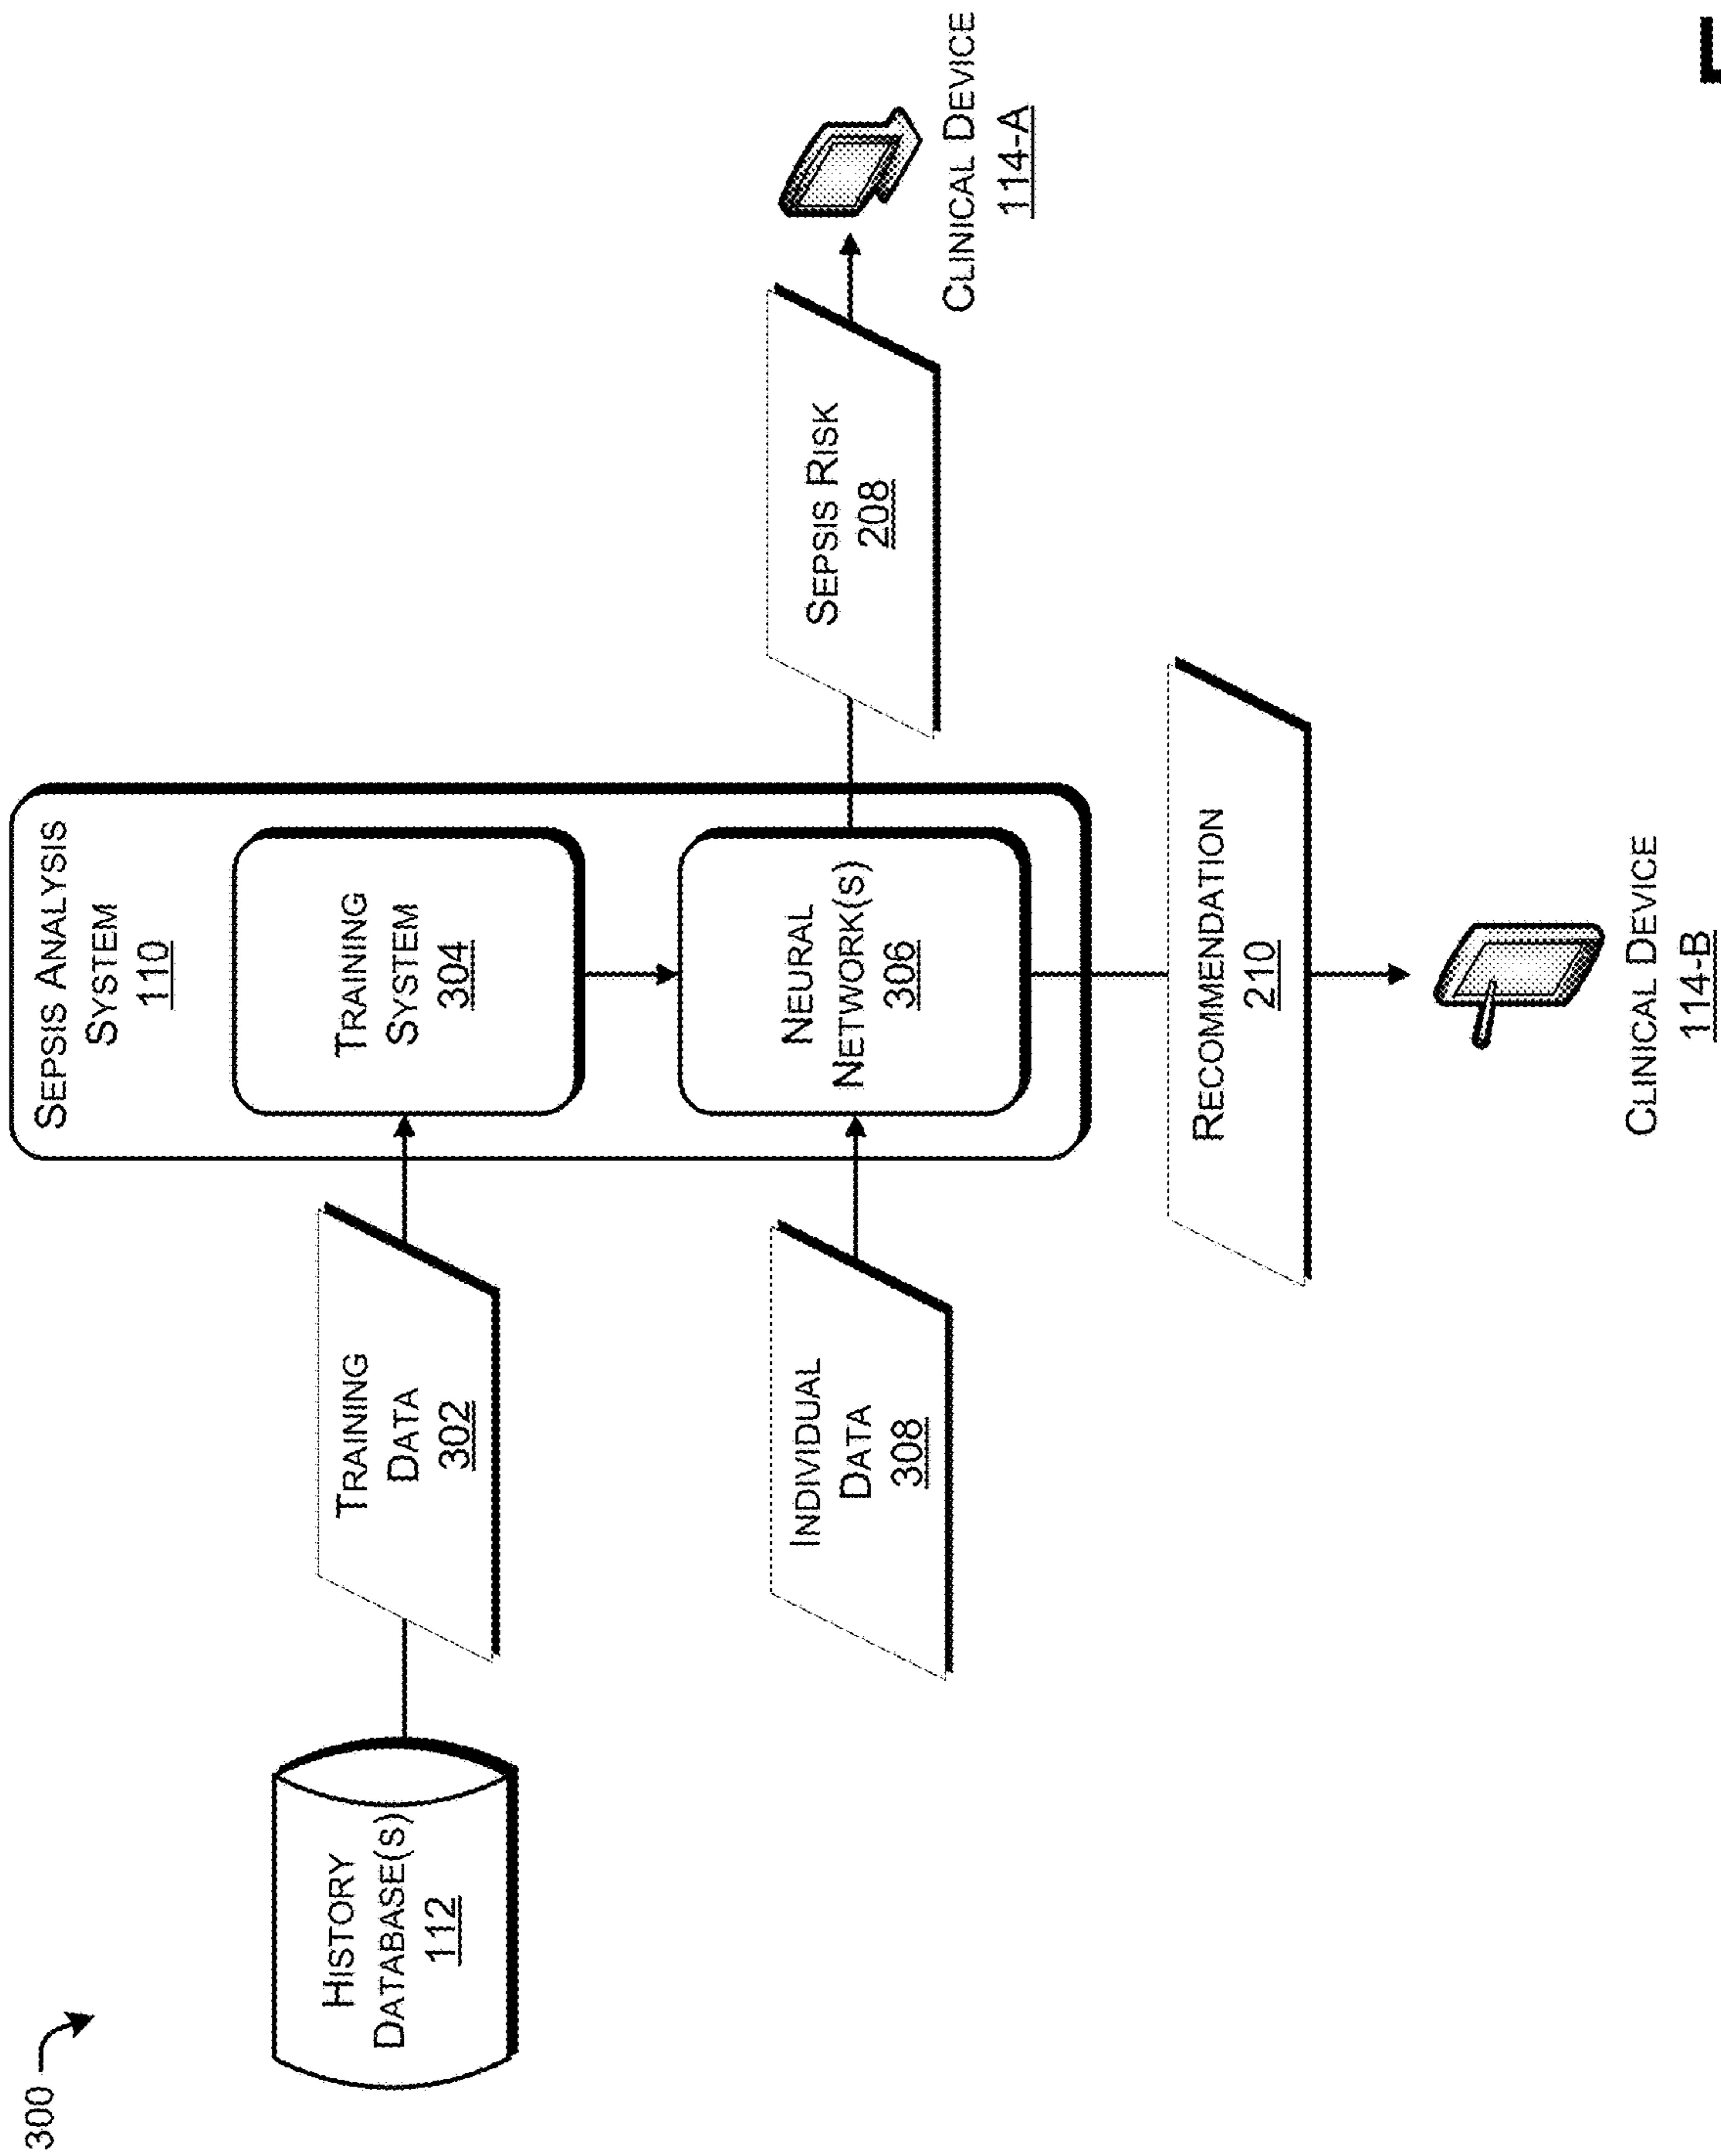 300
HISTORY
DATABASE(S)
112
TRAINING
DATA
302
INDIVIDUAL
DATA
308
SEPSIS ANALYSIS
SYSTEM
110
TRAINING
SYSTEM
304
NEURAL
NETWORK(S)
306
RECOMMENDATION
210
SEPSIS RISK
208
CLINICAL DEVICE
114-A
CLINICAL DEVICE
114-B